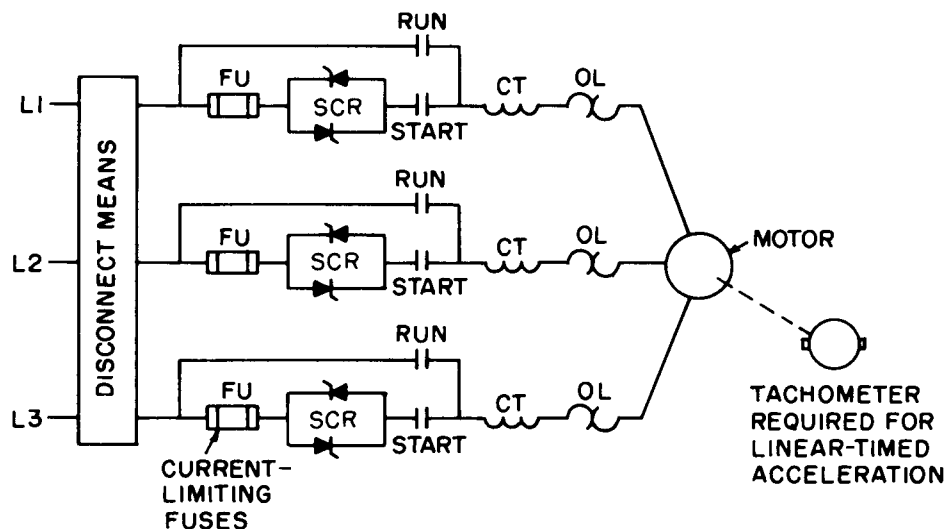 RUN
FU
CT
OL
L1
SCR
START
DISCONNECT MEANS
RUN
FU
CT
OL
MOTOR
L2
SCR
START
RUN
FU
CT
OL
L3
SCR
START
TACHOMETER
REQUIRED FOR
LINEAR-TIMED
ACCELERATION
CURRENT-
LIMITING
FUSES